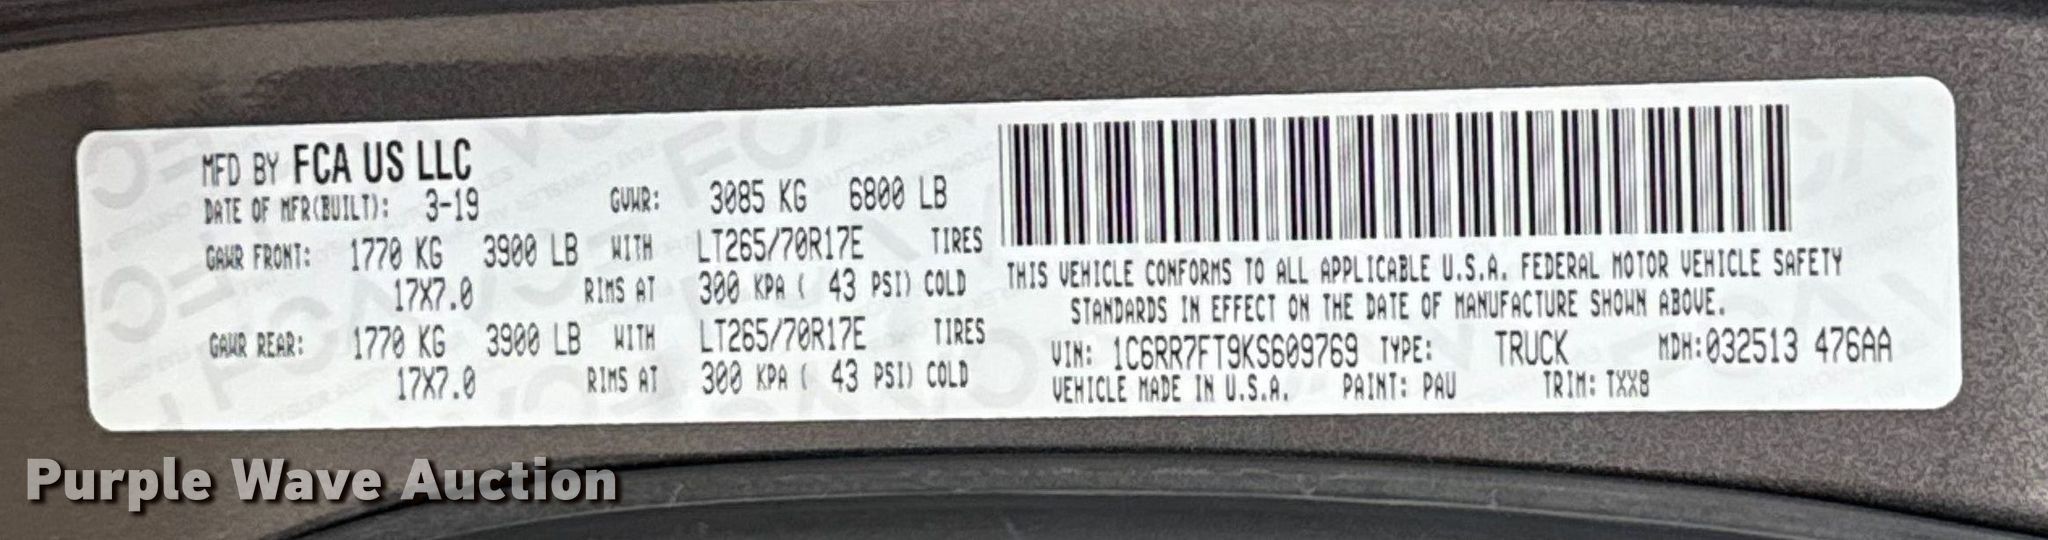 MFD BY FCA US LLC
DATE OF MFR(BUILT): 3-19 GVWR: 3085 KG 6800 LB
GAWR FRONT: 1770 KG 3900 LB WITH LT265/70R17E TIRES
17X7.0 RIMS AT 300 KPA ( 43 PSI) COLD
GAWR REAR: 1770 KG 3900 LB WITH LT265/70R17E TIRES
17X7.0 RIMS AT 300 KPA ( 43 PSI) COLD
THIS VEHICLE CONFORMS TO ALL APPLICABLE U.S.A. FEDERAL MOTOR VEHICLE SAFETY
STANDARDS IN EFFECT ON THE DATE OF MANUFACTURE SHOWN ABOVE.
VIN: 1C6RR7FT9KS609769 TYPE: TRUCK MDH:032513 476AA
VEHICLE MADE IN U.S.A. PAINT: PAU TRIM: TXX8
Purple Wave Auction